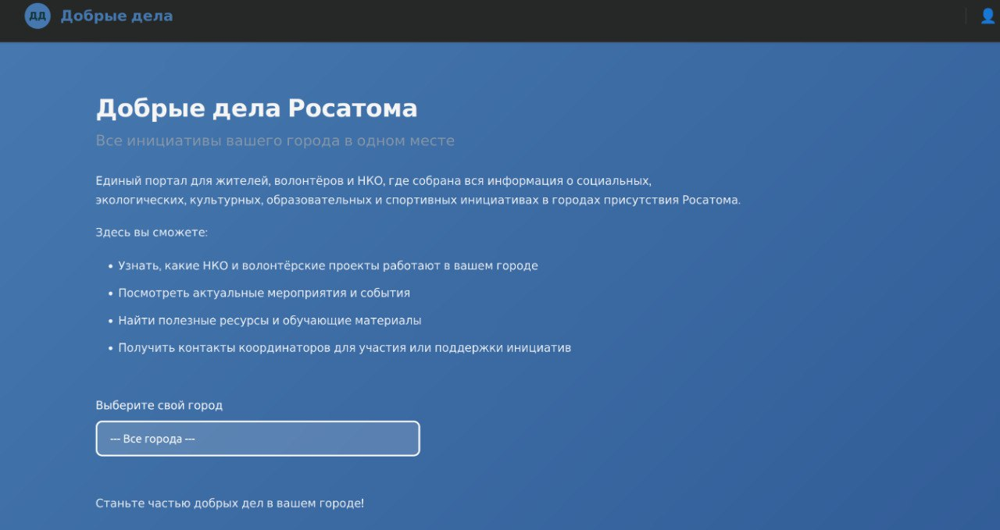 ДД Добрые дела
Добрые дела Росатома
Все инициативы вашего города в одном месте
Единый портал для жителей, волонтёров и НКО, где собрана вся информация о социальных,
экологических, культурных, образовательных и спортивных инициативах в городах присутствия Росатома.
Здесь вы сможете:
• Узнать, какие НКО и волонтёрские проекты работают в вашем городе
• Посмотреть актуальные мероприятия и события
• Найти полезные ресурсы и обучающие материалы
• Получить контакты координаторов для участия или поддержки инициатив
Выберите свой город
--- Все города ---
Станьте частью добрых дел в вашем городе!